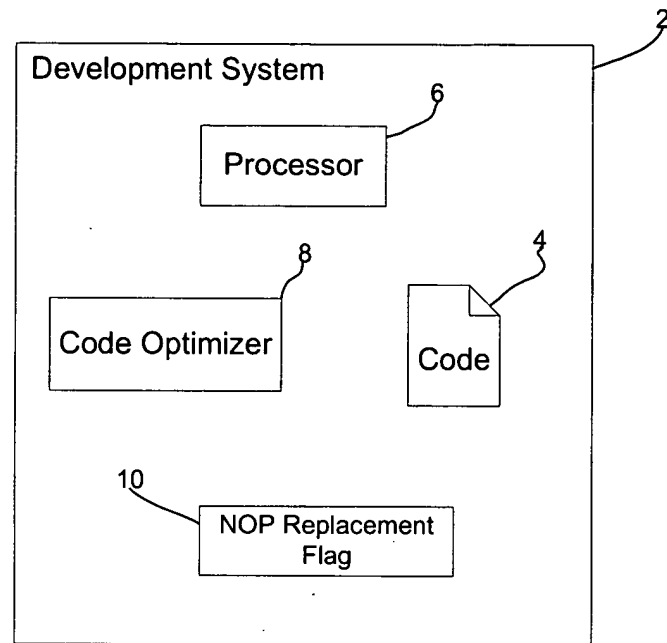 2
Development System
6
Processor
8
4
Code Optimizer
Code
10
NOP Replacement
Flag